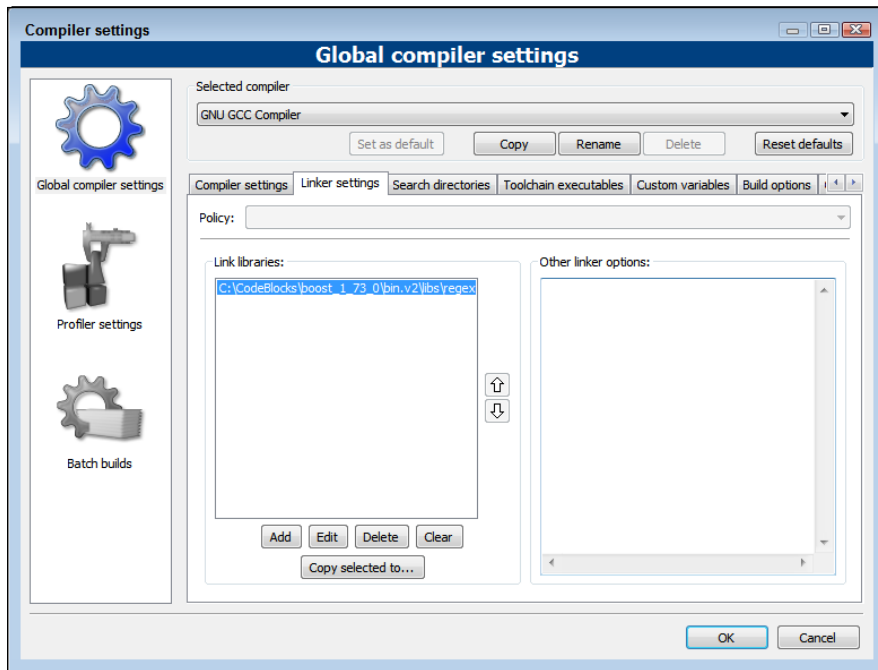 Compiler settings
Global compiler settings
Selected compiler
GNU GCC Compiler
Set as default Copy Rename Delete Reset defaults
Global compiler settings
Compiler settings Linker settings Search directories Toolchain executables Custom variables Build options
Policy:
Link libraries:
Other linker options:
C:\CodeBlocks\boost_1_73_0\bin.v2\libs\regex
Profiler settings
Batch builds
Add Edit Delete Clear
Copy selected to...
OK Cancel